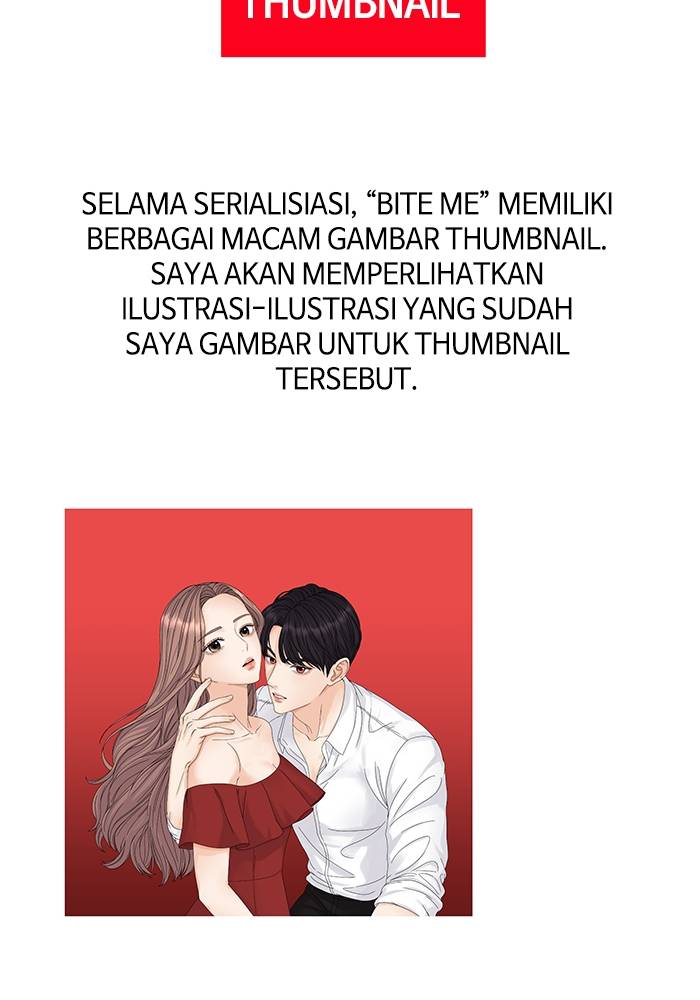 THUMBNAIL
SELAMA SERIALISIASI, “BITE ME” MEMILIKI
BERBAGAI MACAM GAMBAR THUMBNAIL.
SAYA AKAN MEMPERLIHATKAN
ILUSTRASI-ILUSTRASI YANG SUDAH
SAYA GAMBAR UNTUK THUMBNAIL
TERSEBUT.